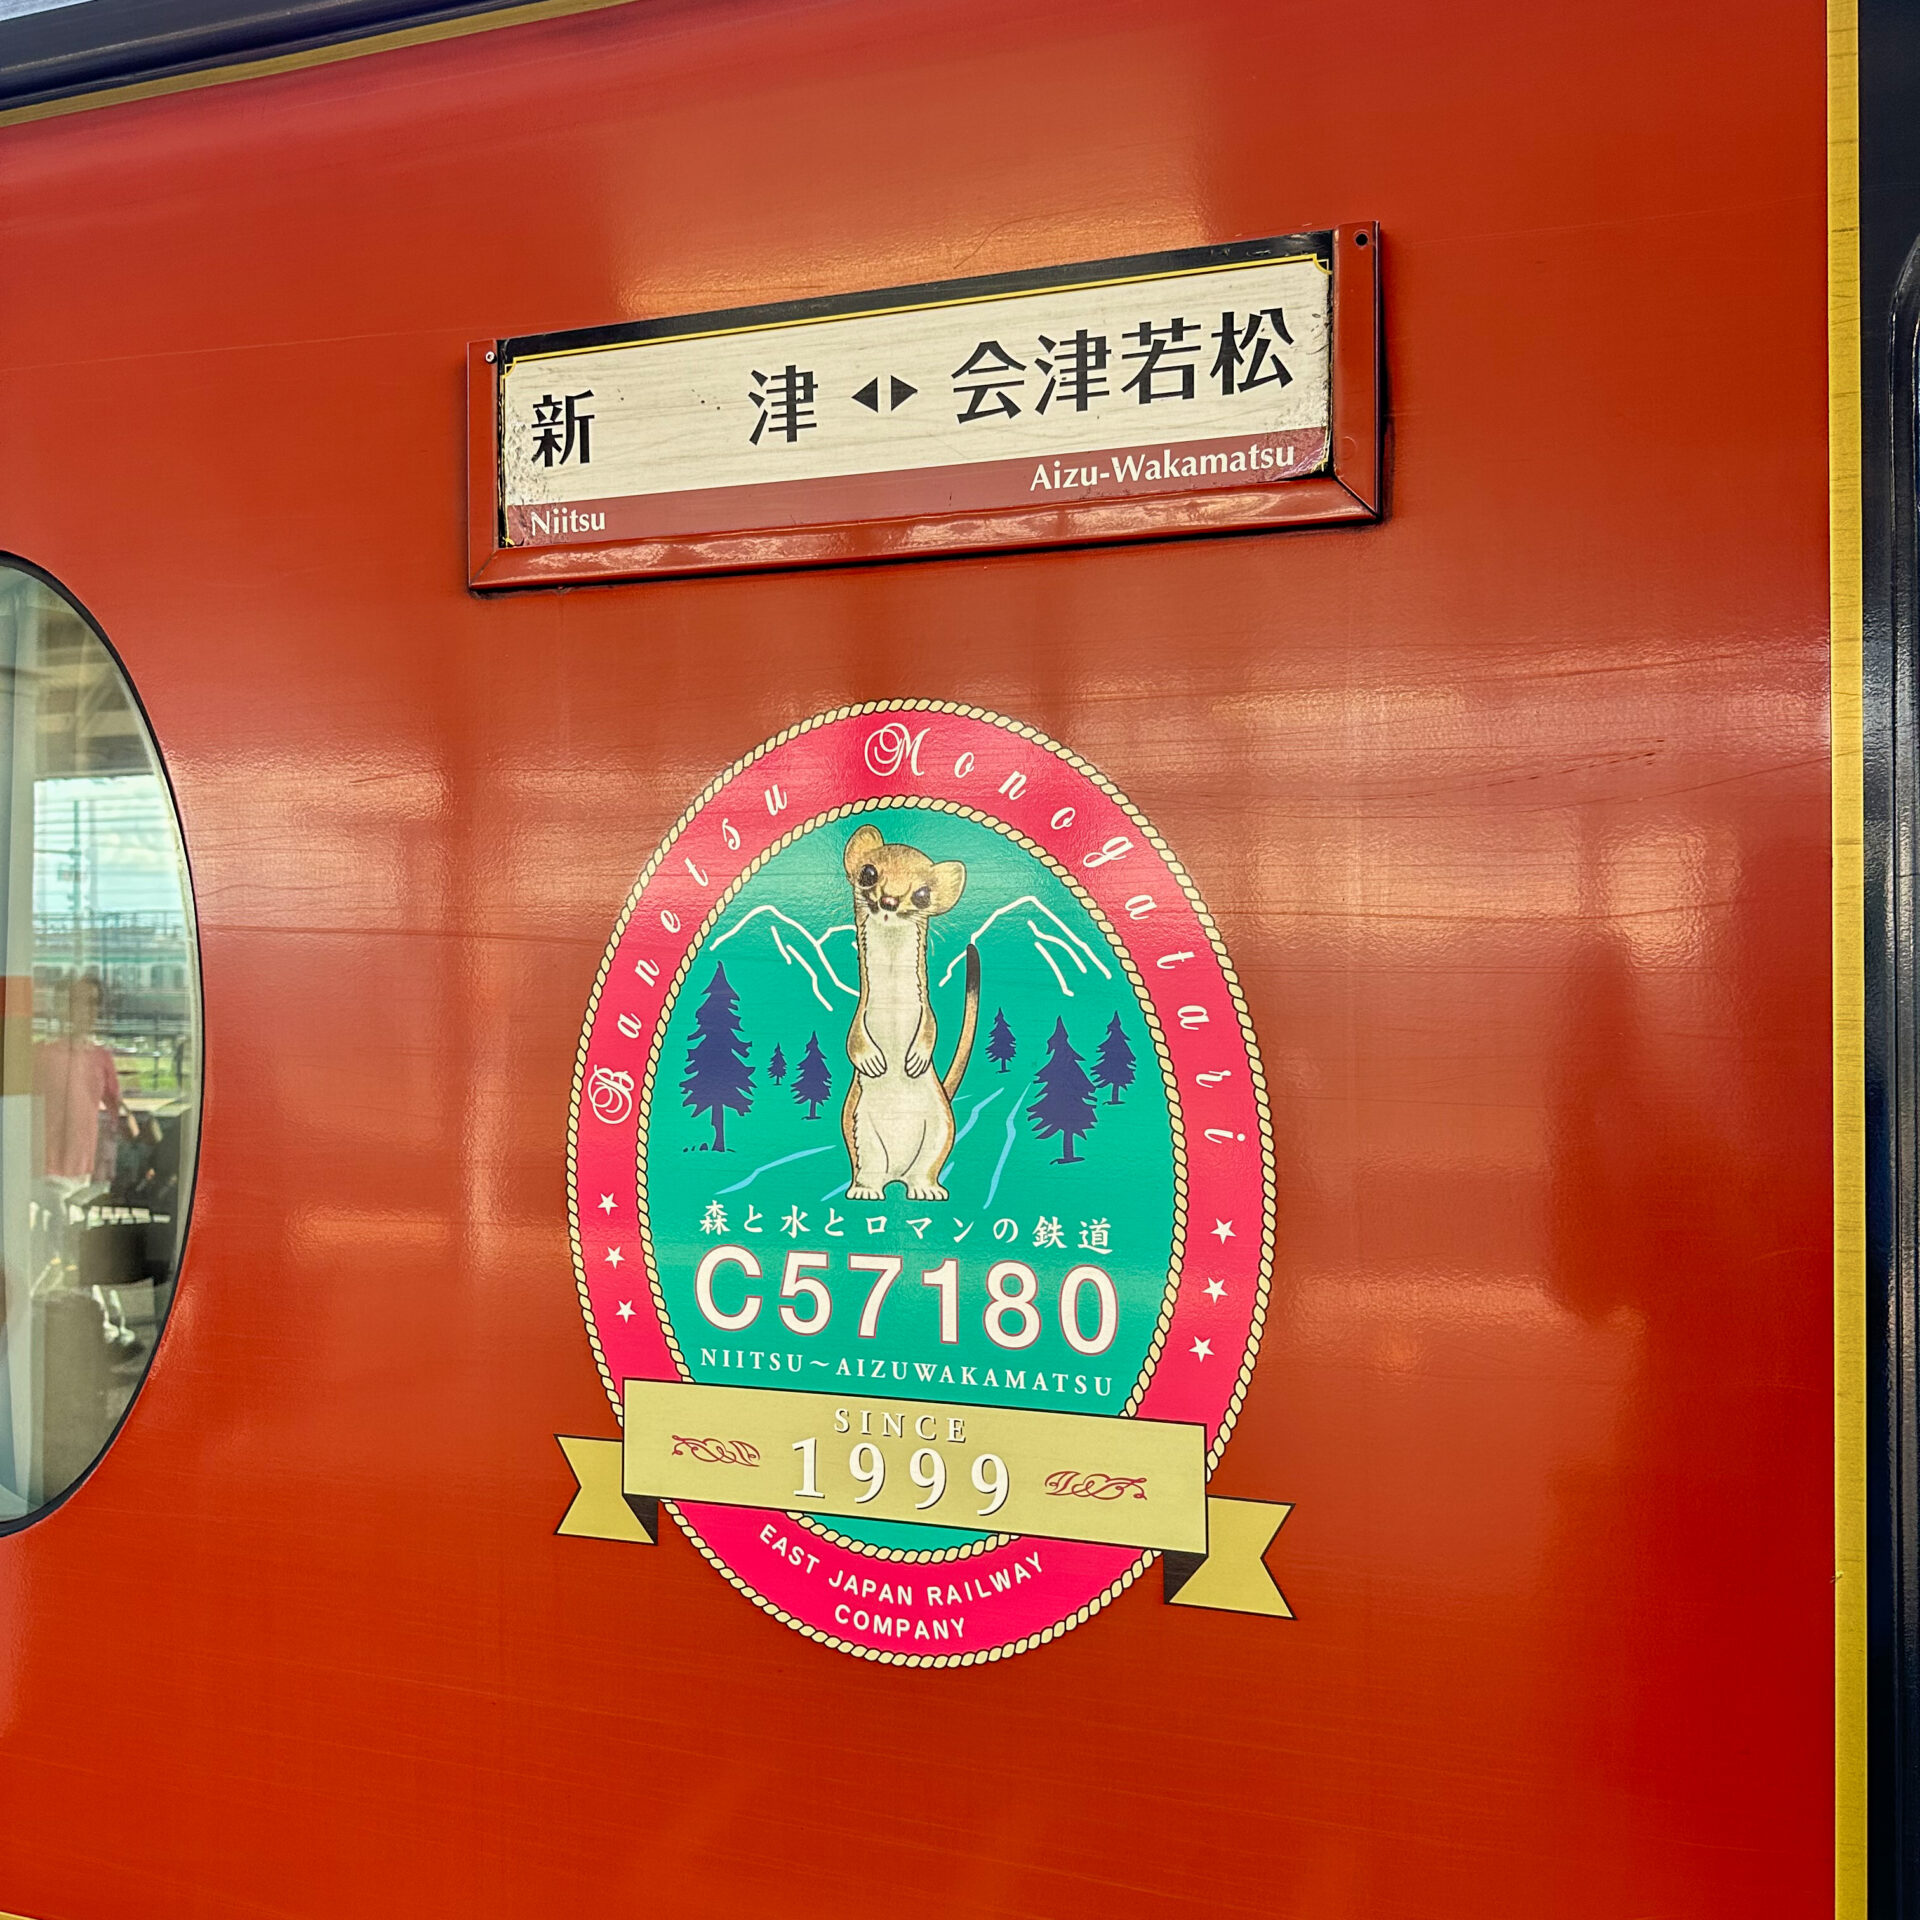 新 津 ◀▶ 会津若松
Niitsu Aizu-Wakamatsu
Banetsu Monogatari
森と水とロマンの鉄道
C57180
NIITSU～AIZUWAKAMATSU
SINCE
1999
EAST JAPAN RAILWAY
COMPANY